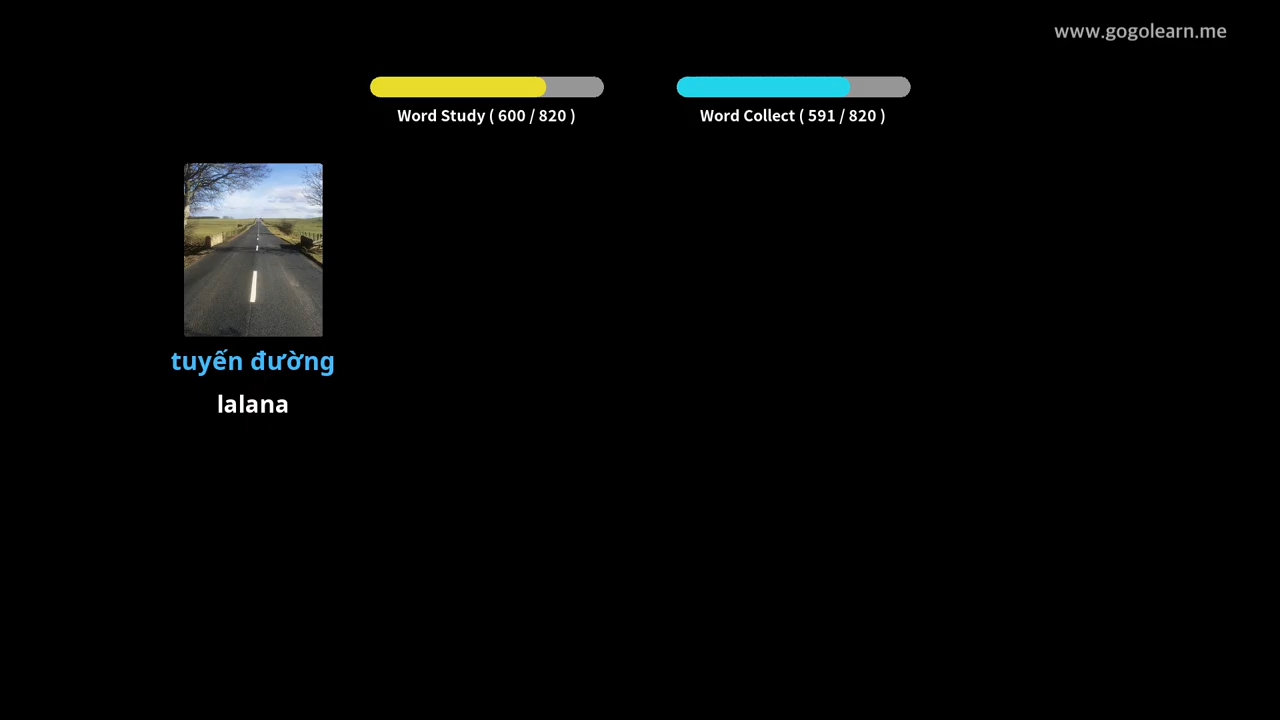 www.gogolearn.me
Word Study ( 600 / 820 )
Word Collect ( 591 / 820 )
tuyến đường
lalana